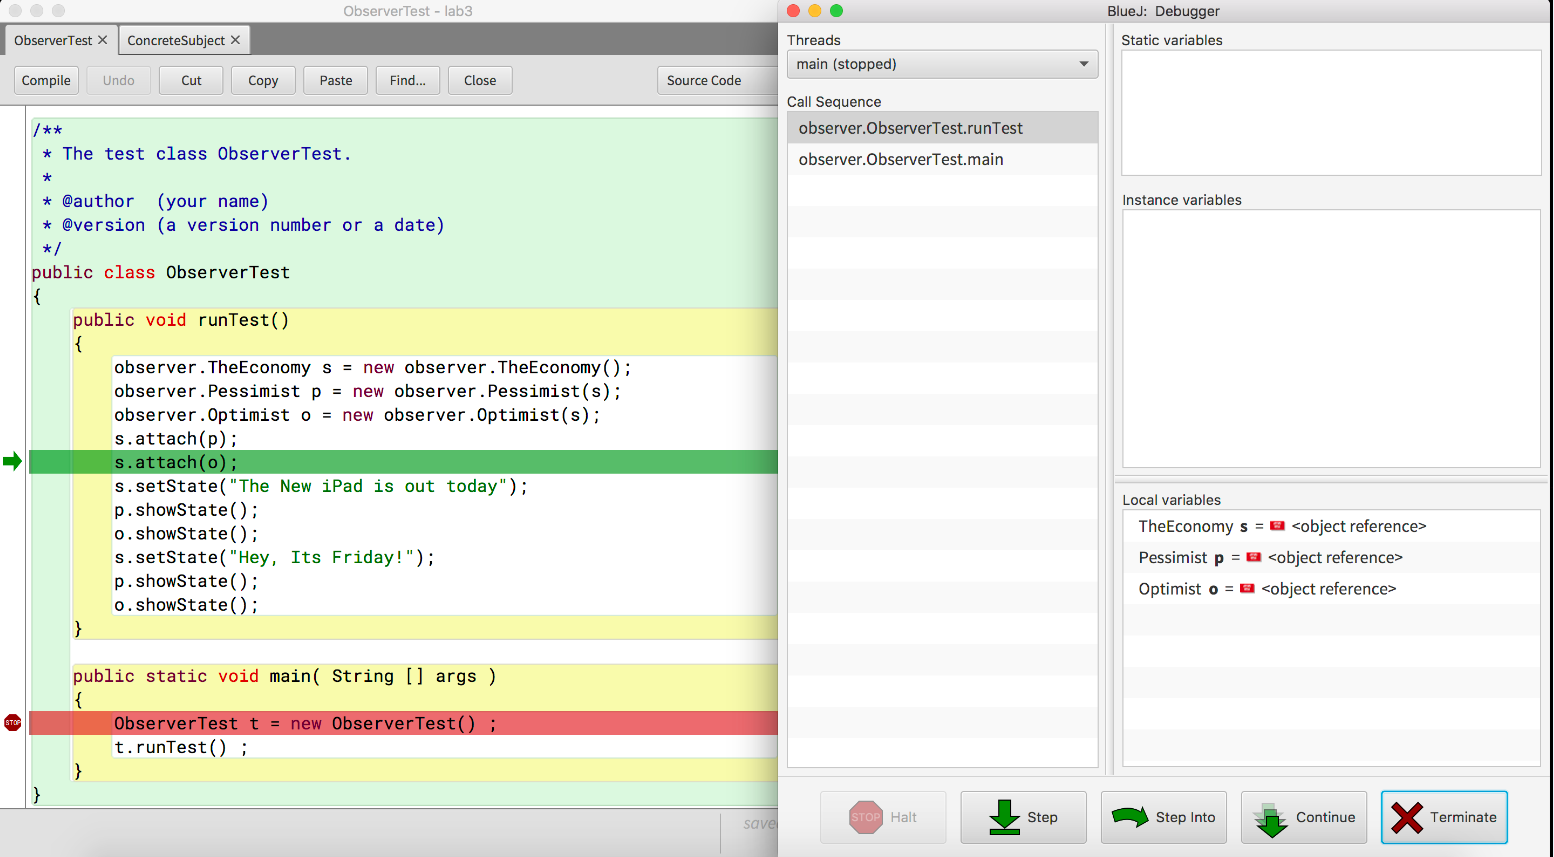 ObserverTest - lab3
ObserverTest ✕ ConcreteSubject ✕
Compile Undo Cut Copy Paste Find... Close Source Code
/**
 * The test class ObserverTest.
 *
 * @author  (your name)
 * @version (a version number or a date)
 */
public class ObserverTest
{
    public void runTest()
    {
        observer.TheEconomy s = new observer.TheEconomy();
        observer.Pessimist p = new observer.Pessimist(s);
        observer.Optimist o = new observer.Optimist(s);
        s.attach(p);
        s.attach(o);
        s.setState("The New iPad is out today");
        p.showState();
        o.showState();
        s.setState("Hey, Its Friday!");
        p.showState();
        o.showState();
    }
    public static void main( String [] args )
    {
STOP
        ObserverTest t = new ObserverTest() ;
        t.runTest() ;
    }
}
BlueJ:  Debugger
Threads
main (stopped)
Call Sequence
observer.ObserverTest.runTest
observer.ObserverTest.main
Static variables
Instance variables
Local variables
TheEconomy s = <object reference>
Pessimist p = <object reference>
Optimist o = <object reference>
STOP Halt
Step
Step Into
Continue
Terminate